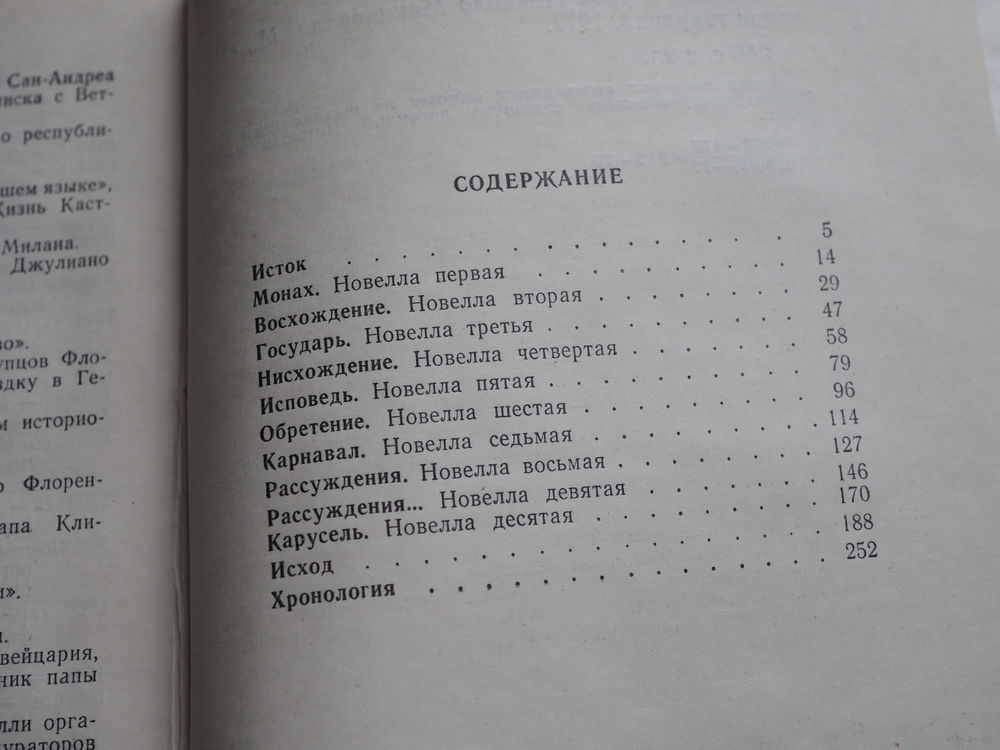 Сан-Андреа
с Вет-
о республи-
шем языке»,
Жизнь Каст-
Милана.
Джулиано
упцов Фло-
в Ге-
историо-
Флорен-
Кли-
вейцария,
ник папы
орга-
СОДЕРЖАНИЕ
Исток . . . . . . . . . . . . . 5
Монах. Новелла первая . . . . . . . . 14
Восхождение. Новелла вторая . . . . . . . 29
Государь. Новелла третья . . . . . . . . 47
Нисхождение. Новелла четвертая . . . . . . 58
Исповедь. Новелла пятая . . . . . . . . . 79
Обретение. Новелла шестая . . . . . . . . 96
Карнавал. Новелла седьмая . . . . . . . . 114
Рассуждения. Новелла восьмая . . . . . . . 127
Рассуждения... Новелла девятая . . . . . . 146
Карусель. Новелла десятая . . . . . . . . 170
Исход . . . . . . . . . . . . . . 188
Хронология . . . . . . . . . . . . 252